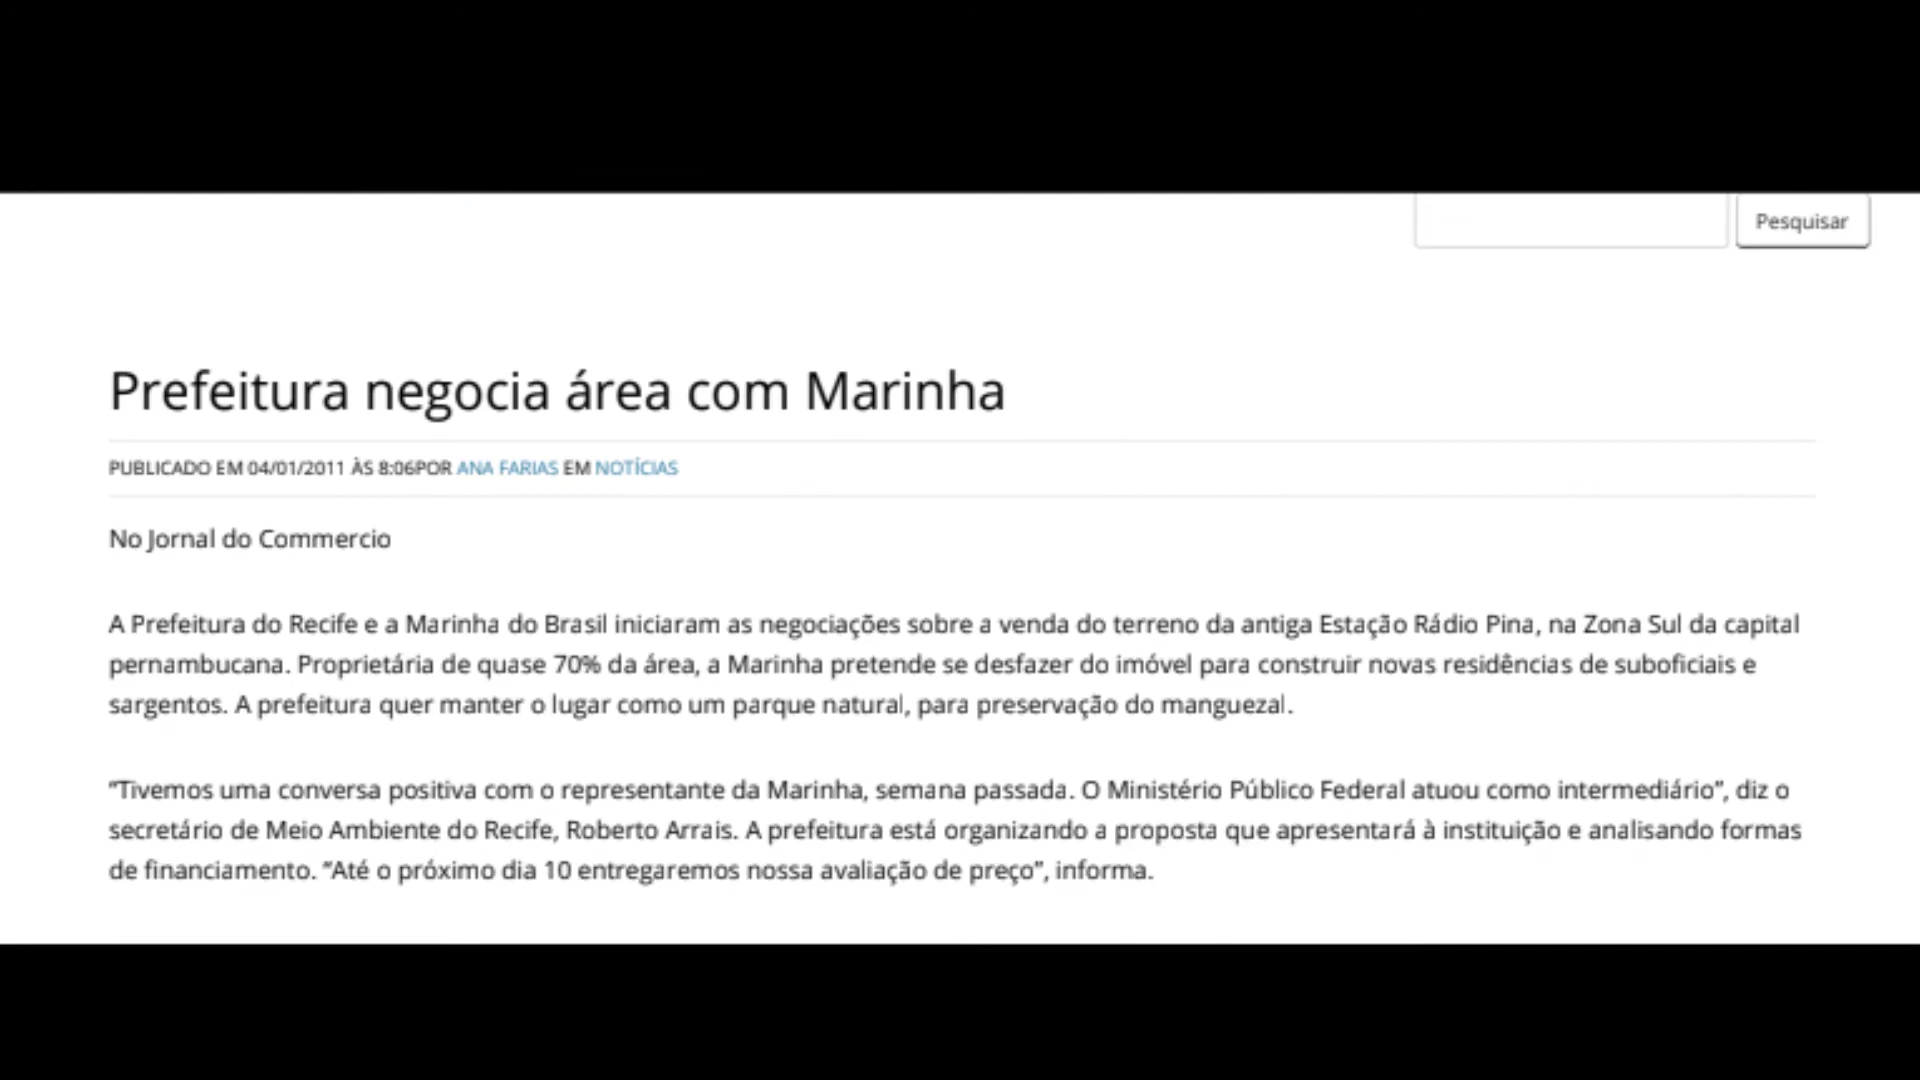 Pesquisar
Prefeitura negocia área com Marinha
PUBLICADO EM 04/01/2011 ÀS 8:06POR ANA FARIAS EM NOTÍCIAS
No Jornal do Commercio
A Prefeitura do Recife e a Marinha do Brasil iniciaram as negociações sobre a venda do terreno da antiga Estação Rádio Pina, na Zona Sul da capital
pernambucana. Proprietária de quase 70% da área, a Marinha pretende se desfazer do imóvel para construir novas residências de suboficiais e
sargentos. A prefeitura quer manter o lugar como um parque natural, para preservação do manguezal.
“Tivemos uma conversa positiva com o representante da Marinha, semana passada. O Ministério Público Federal atuou como intermediário”, diz o
secretário de Meio Ambiente do Recife, Roberto Arrais. A prefeitura está organizando a proposta que apresentará à instituição e analisando formas
de financiamento. “Até o próximo dia 10 entregaremos nossa avaliação de preço”, informa.